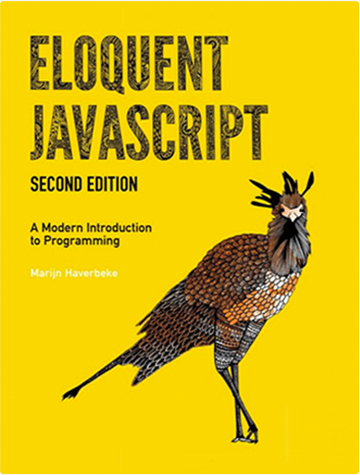 ELOQUENT
JAVASCRIPT
SECOND EDITION
A Modern Introduction
to Programming
Marijn Haverbeke